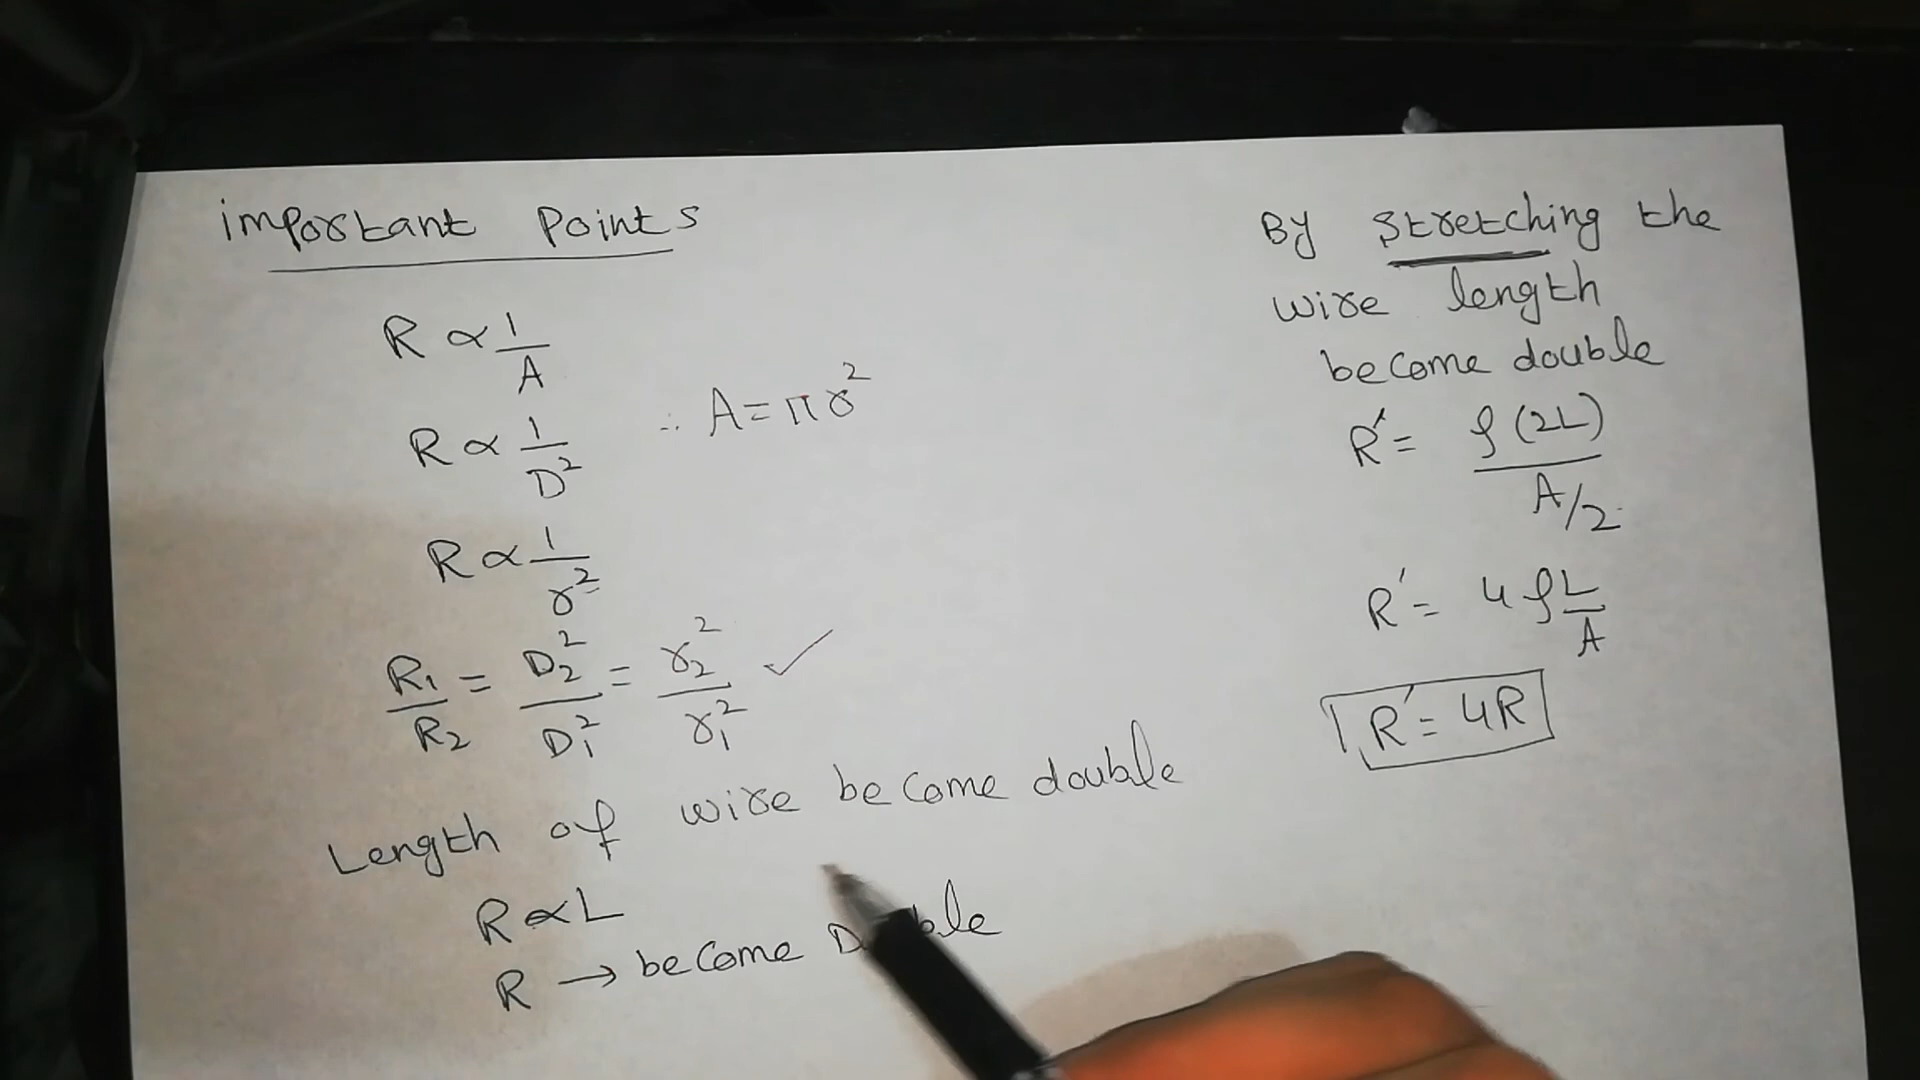 important Points
R ∝ 1/A
R ∝ 1/D²
∴ A = πr²
R ∝ 1/r²
R₁/R₂ = D₂²/D₁² = r₂²/r₁² ✓
Length of wire become double
R ∝ L
R → become Double
By Stretching the
wire length
become double
R' = ρ(2L)/(A/2)
R' = 4ρL/A
R' = 4R